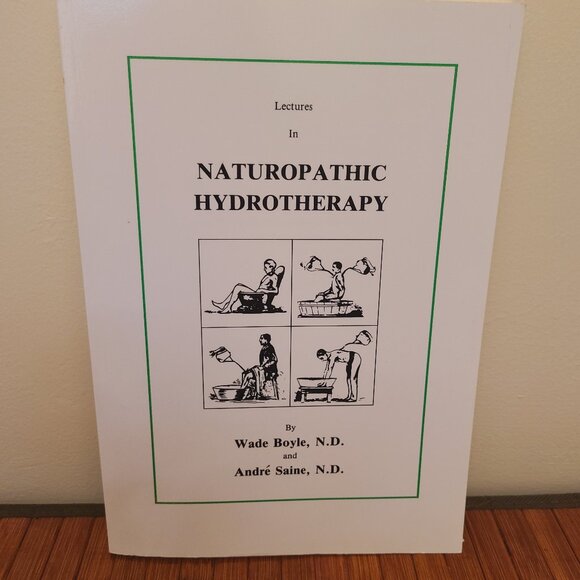 Lectures
In
NATUROPATHIC
HYDROTHERAPY
By
Wade Boyle, N.D.
and
André Saine, N.D.